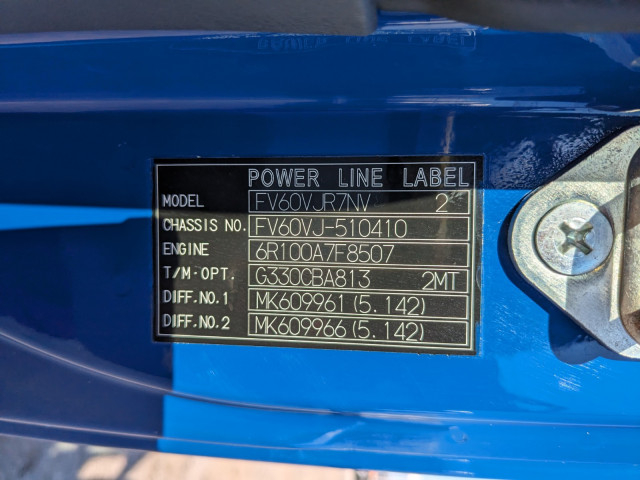 POWER LINE LABEL
MODEL FV60VJR7NV 2
CHASSIS NO. FV60VJ-510410
ENGINE 6R100A7F8507
T/M·OPT. G330CBA813 2MT
DIFF.NO.1 MK609961 (5.142)
DIFF.NO.2 MK609966 (5.142)